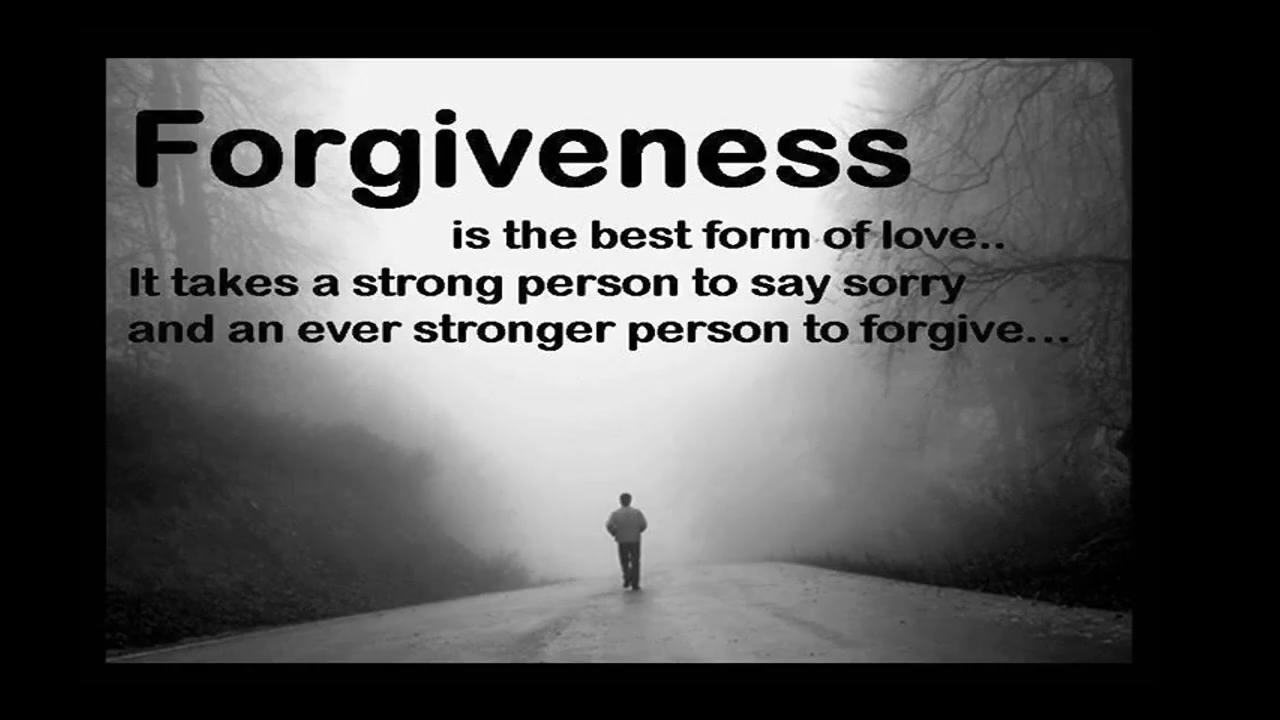 Forgiveness
is the best form of love..
It takes a strong person to say sorry
and an ever stronger person to forgive...